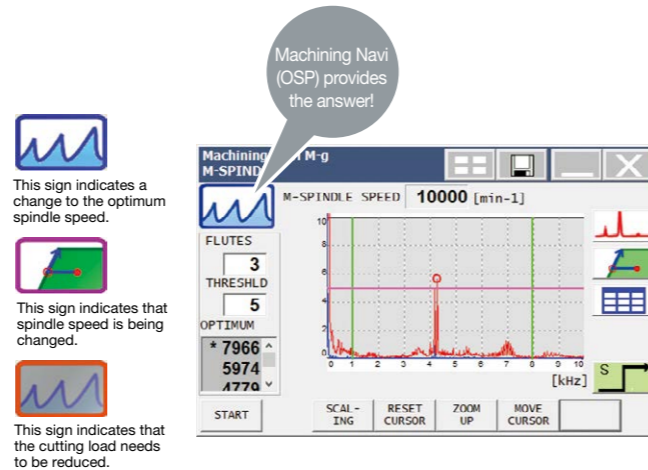 Machining Navi
(OSP) provides
the answer!
This sign indicates a
change to the optimum
spindle speed.
This sign indicates that
spindle speed is being
changed.
This sign indicates that
the cutting load needs
to be reduced.
Machining M-g
M-SPIND
M-SPINDLE SPEED 10000 [min-1]
FLUTES
3
THRESHLD
5
OPTIMUM
* 7966
5974
4779
10
8
6
4
2
0
0 1 2 3 4 5 6 7 8 9 10
[kHz]
S
START
SCAL-
ING
RESET
CURSOR
ZOOM
UP
MOVE
CURSOR